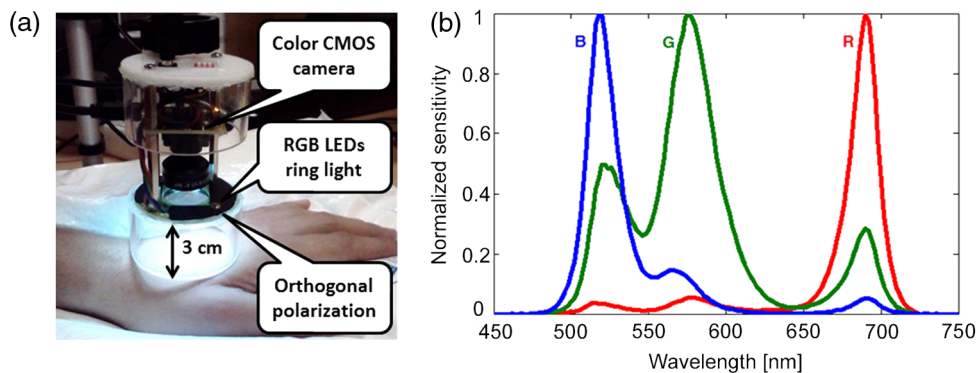 (a)
Color CMOS
camera
RGB LEDs
ring light
3 cm
Orthogonal
polarization
(b)
Normalized sensitivity
1
0.8
0.6
0.4
0.2
0
B
G
R
450
500
550
600
650
700
750
Wavelength [nm]